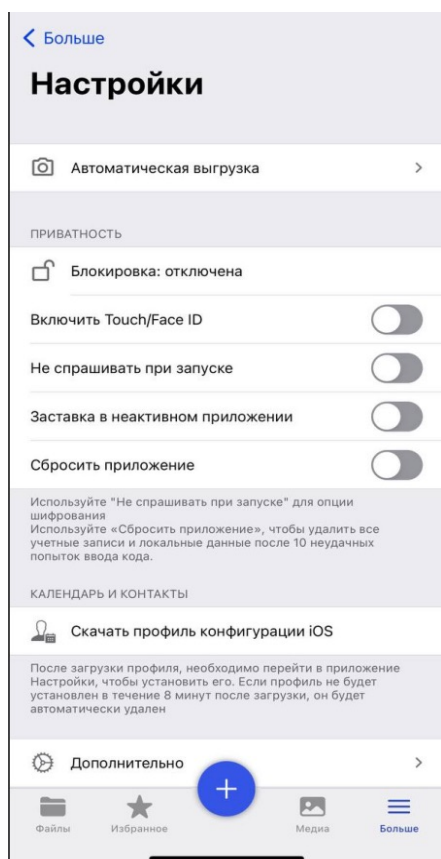 Больше
Настройки
Автоматическая выгрузка
ПРИВАТНОСТЬ
Блокировка: отключена
Включить Touch/Face ID
Не спрашивать при запуске
Заставка в неактивном приложении
Сбросить приложение
Используйте "Не спрашивать при запуске" для опции
шифрования
Используйте «Сбросить приложение», чтобы удалить все
учетные записи и локальные данные после 10 неудачных
попыток ввода кода.
КАЛЕНДАРЬ И КОНТАКТЫ
Скачать профиль конфигурации iOS
После загрузки профиля, необходимо перейти в приложение
Настройки, чтобы установить его. Если профиль не будет
установлен в течение 8 минут после загрузки, он будет
автоматически удален
Дополнительно
Файлы Избранное Медиа Больше